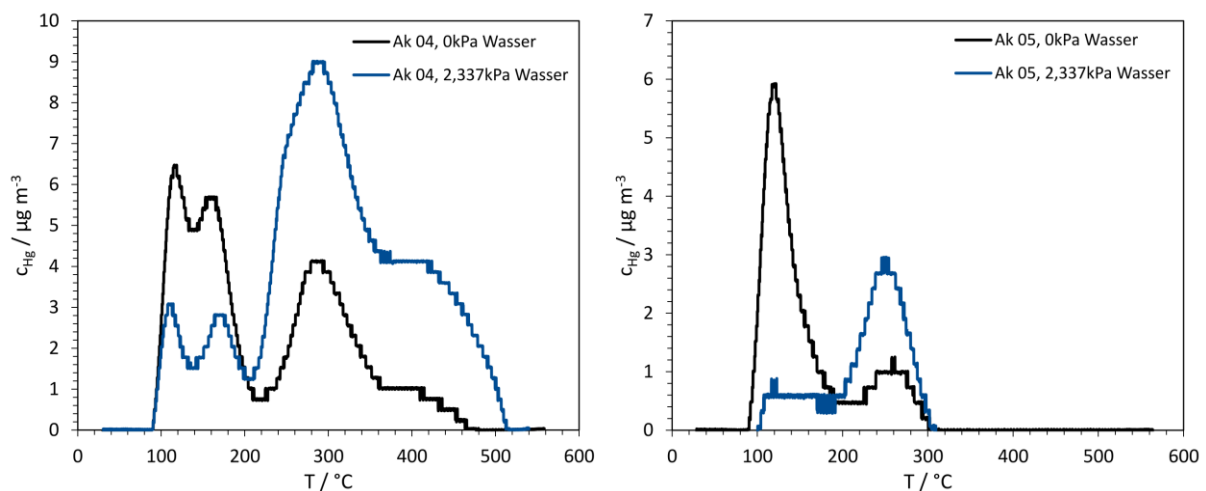 Ak 04, 0kPa Wasser
Ak 04, 2,337kPa Wasser
10
9
8
7
6
5
4
3
2
1
0
c_Hg / µg m⁻³
0 100 200 300 400 500 600
T / °C
Ak 05, 0kPa Wasser
Ak 05, 2,337kPa Wasser
7
6
5
4
3
2
1
0
c_Hg / µg m⁻³
0 100 200 300 400 500 600
T / °C